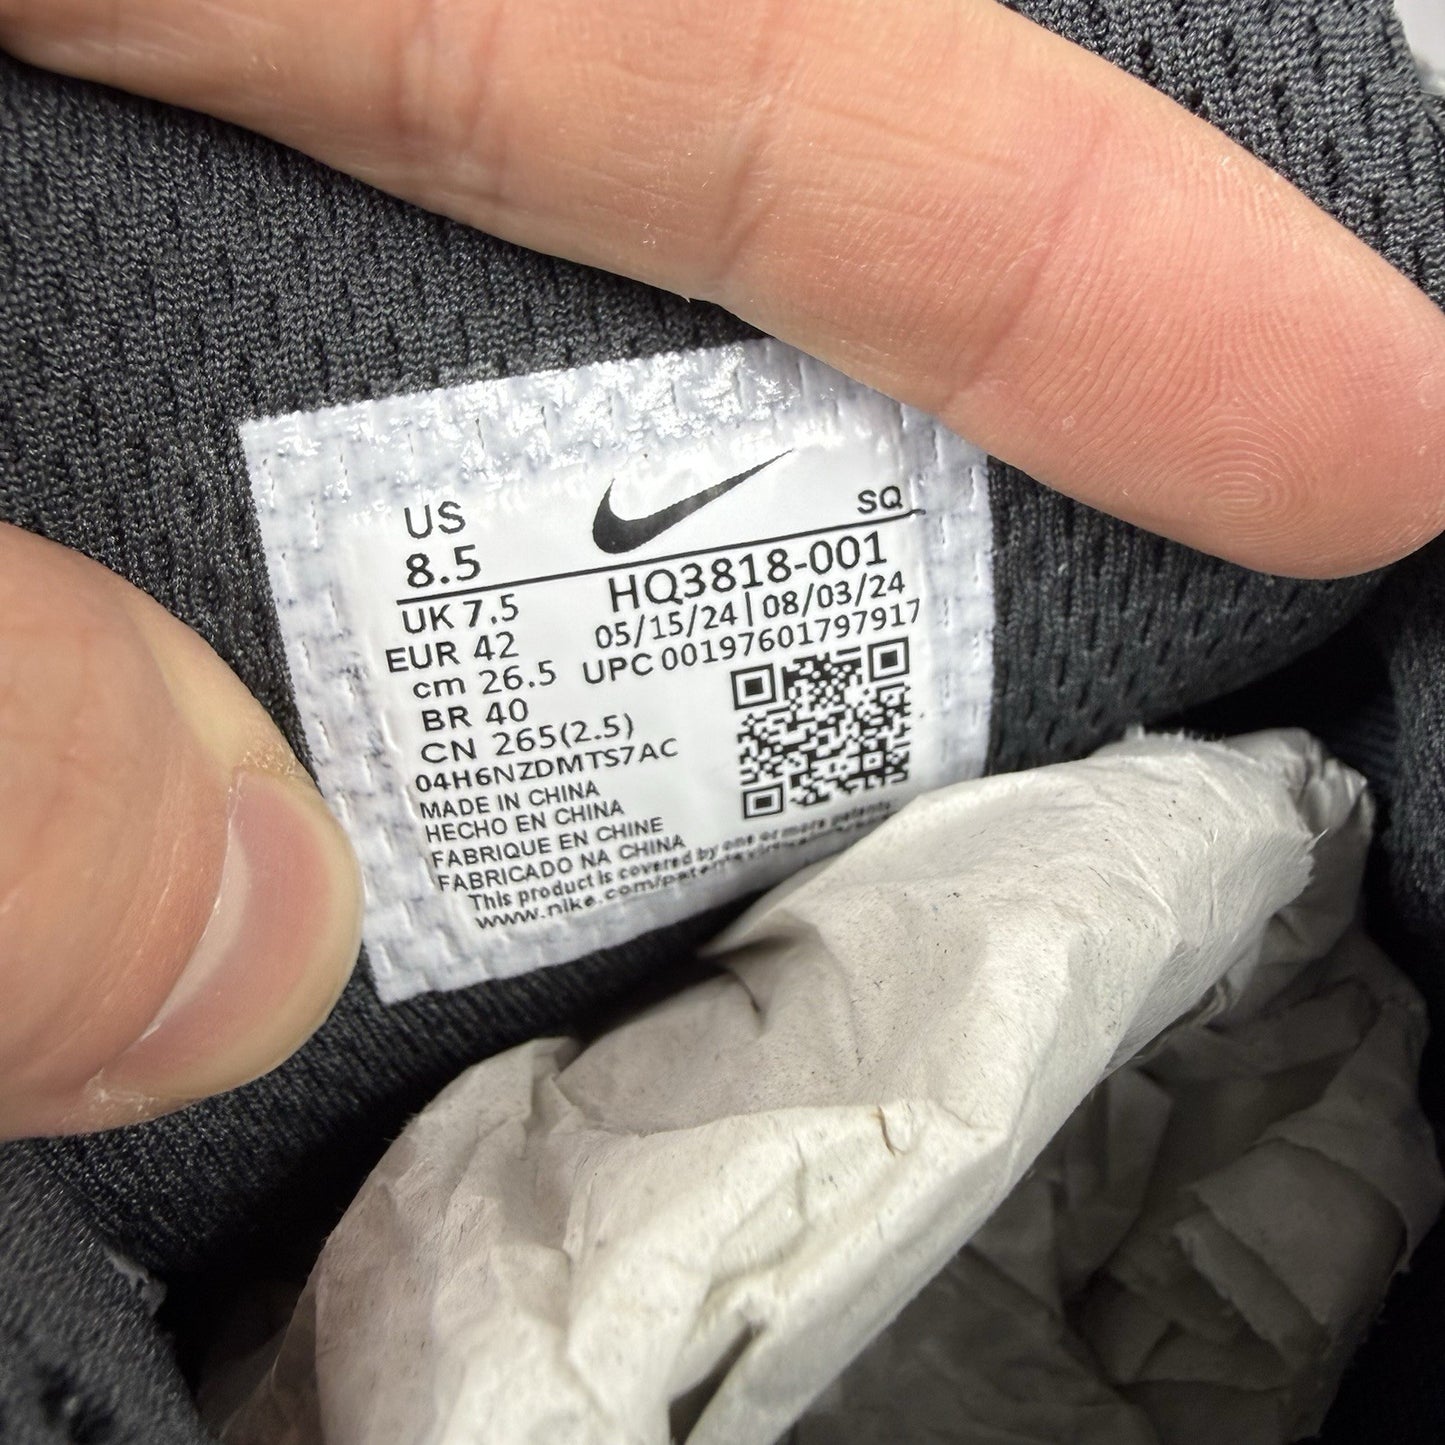 US SQ
8.5 HQ3818-001
UK 7.5 05/15/24|08/03/24
EUR 42 UPC 00197601797917
cm 26.5
BR 40
CN 265(2.5)
04H6NZDMTS7AC
MADE IN CHINA
HECHO EN CHINA
FABRIQUE EN CHINE
FABRICADO NA CHINA
This product is covered by one or more patents
www.nike.com/patents